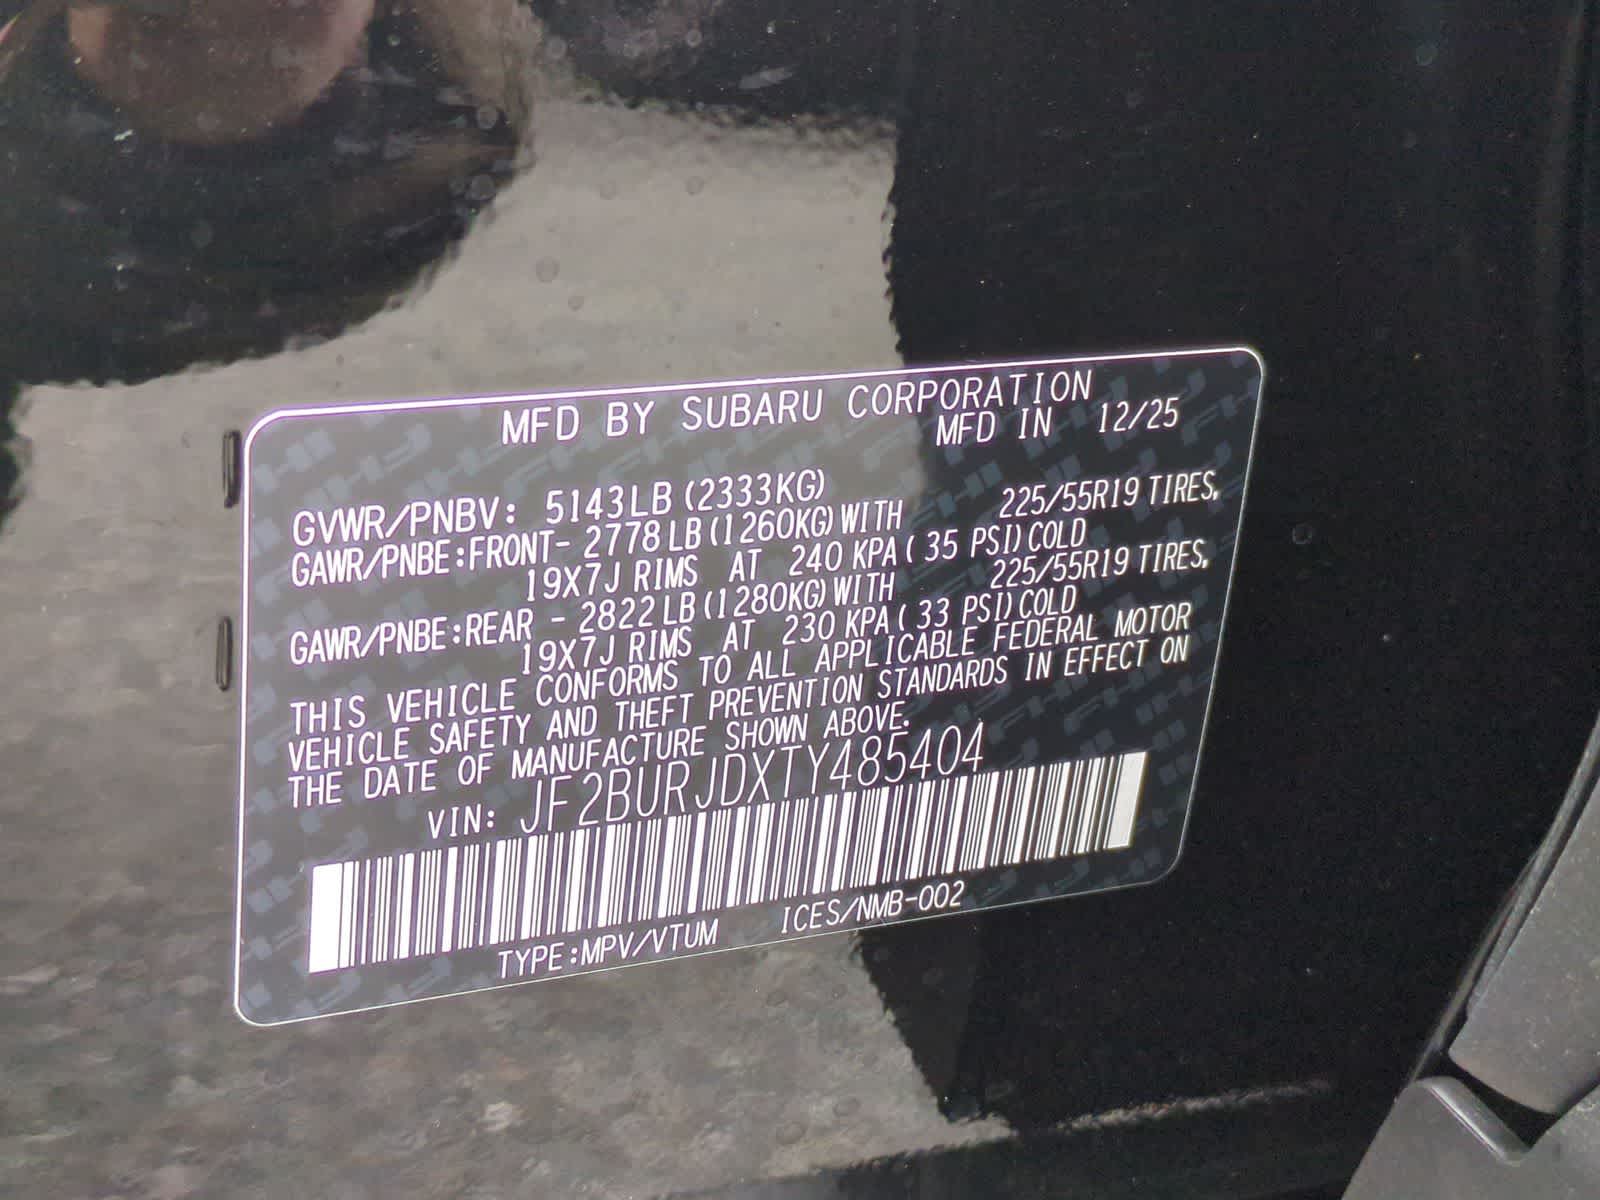 MFD BY SUBARU CORPORATION
MFD IN 12/25
GVWR/PNBV: 5143LB (2333KG)
GAWR/PNBE:FRONT- 2778LB(1260KG)WITH 225/55R19 TIRES,
19X7J RIMS AT 240 KPA( 35 PSI)COLD
GAWR/PNBE:REAR - 2822LB(1280KG)WITH 225/55R19 TIRES,
19X7J RIMS AT 230 KPA( 33 PSI)COLD
THIS VEHICLE CONFORMS TO ALL APPLICABLE FEDERAL MOTOR
VEHICLE SAFETY AND THEFT PREVENTION STANDARDS IN EFFECT ON
THE DATE OF MANUFACTURE SHOWN ABOVE.
VIN: JF2BURJDXTY485404
TYPE:MPV/VTUM ICES/NMB-002